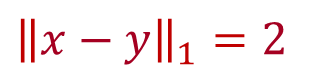 ‖x − y‖₁ = 2